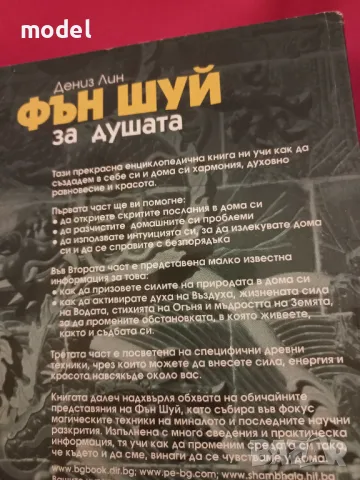 model
Дениз Лин
ФЪН ШУЙ
за душата
Тази прекрасна енциклопедична книга ни учи как да
създадем в себе си и дома си хармония, духовно
равновесие и красота.
Първата част ще ви помогне:
• да откриете скритите послания в дома си
• да разчистите домашните си проблеми
• да използвате интуицията си, за да излекувате дома
си и да се справите с безпорядъка
Във Втората част е представена малко известна
информация за това:
• как да призовете силите на природата в дома си
• как да активирате духа на Въздуха, жизнената сила
на Водата, стихията на Огъня и мъдростта на Земята,
за да промените обстановката, в която живеете,
както и съдбата си.
Третата част е посветена на специфични древни
техники, чрез които можете да внесете сила, енергия и
красота навсякъде около вас.
Книгата далеч надхвърля обхвата на обичайните
представяния на Фън Шуй, като събира във фокус
магическите техники на миналото и последните научни
разкрития. Изпълнена с много сведения и практическа
информация, тя учи как да променим средата си така,
че където и да сме, винаги да се чувстваме у дома.
www.bgbook.dir.bg; www.pe-bg.com; www.shambhala.hit.bg